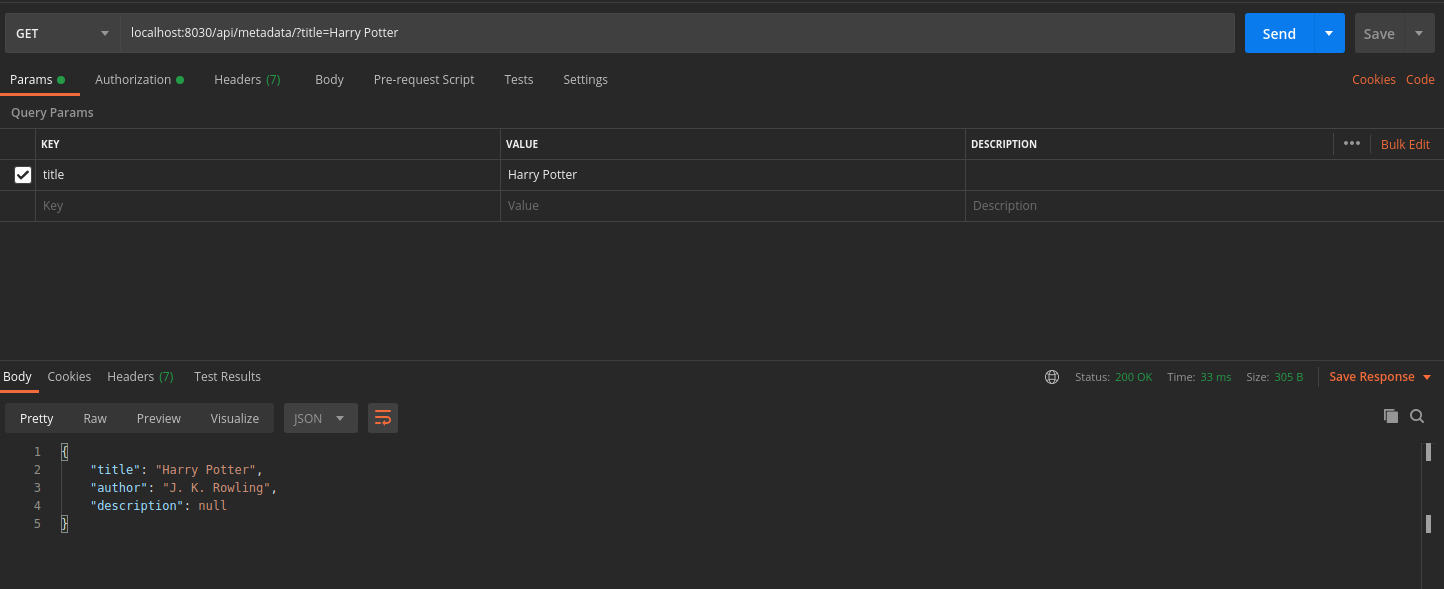 GET localhost:8030/api/metadata/?title=Harry Potter Send Save
Params Authorization Headers (7) Body Pre-request Script Tests Settings Cookies Code
Query Params
KEY VALUE DESCRIPTION ••• Bulk Edit
title Harry Potter
Key Value Description
Body Cookies Headers (7) Test Results Status: 200 OK Time: 33 ms Size: 305 B Save Response
Pretty Raw Preview Visualize JSON
1 {
2 "title": "Harry Potter",
3 "author": "J. K. Rowling",
4 "description": null
5 }